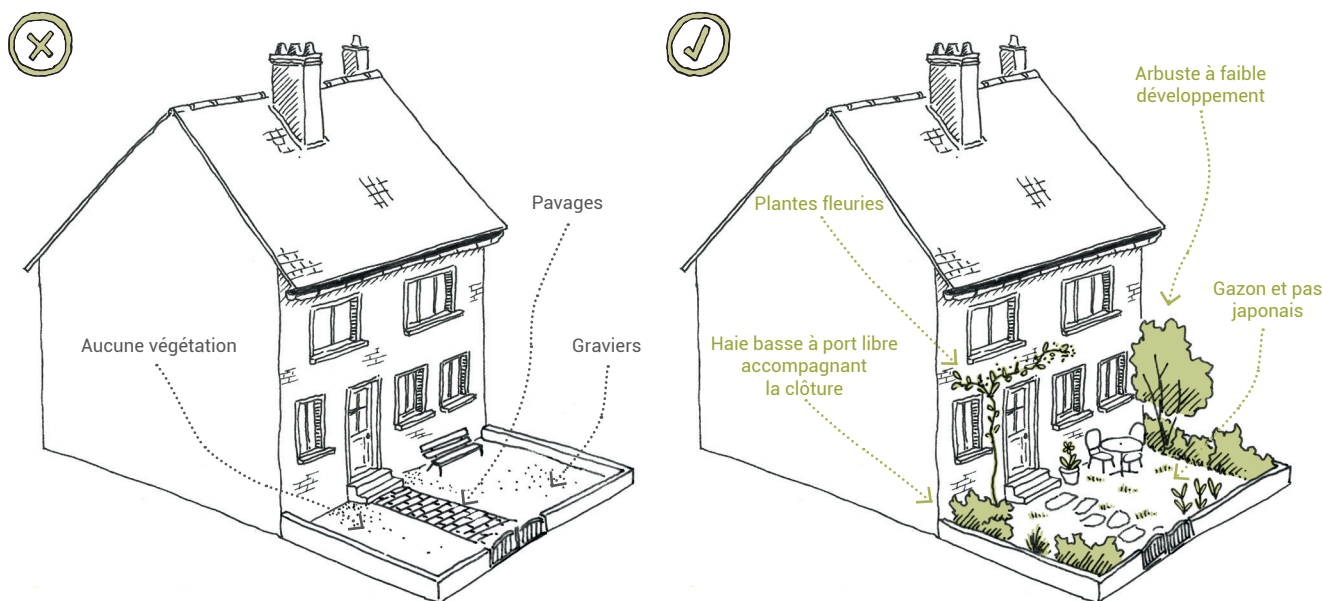 Pavages
Aucune végétation
Graviers
Arbuste à faible
développement
Plantes fleuries
Gazon et pas
japonais
Haie basse à port libre
accompagnant
la clôture